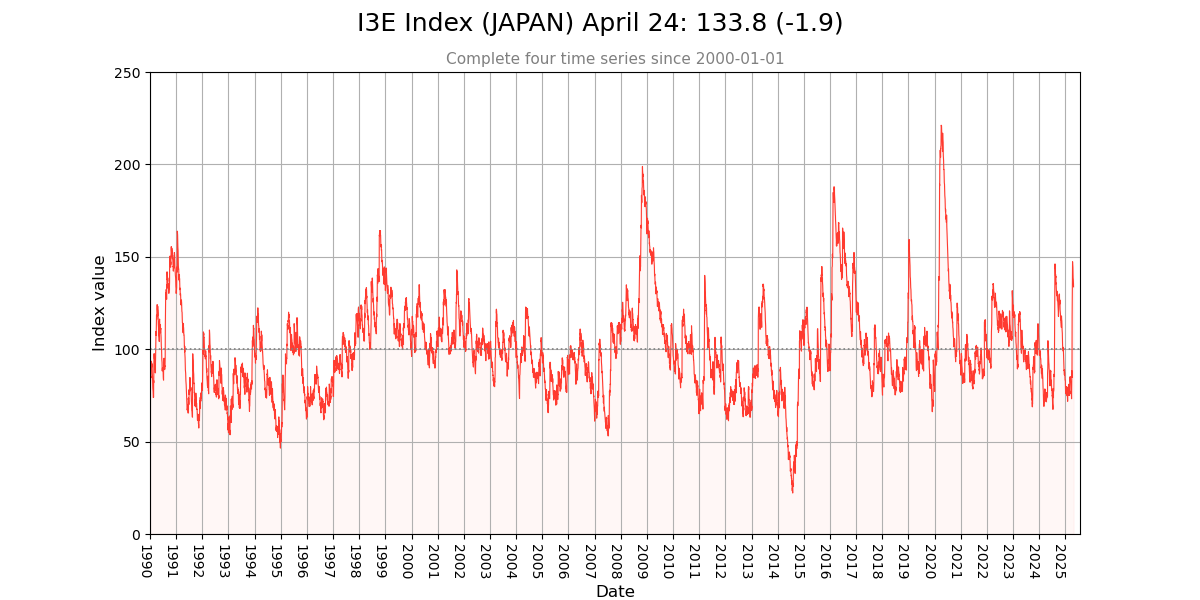 I3E Index (JAPAN) April 24: 133.8 (-1.9)
Complete four time series since 2000-01-01
250
200
150
100
50
0
Index value
1990 1991 1992 1993 1994 1995 1996 1997 1998 1999 2000 2001 2002 2003 2004 2005 2006 2007 2008 2009 2010 2011 2012 2013 2014 2015 2016 2017 2018 2019 2020 2021 2022 2023 2024 2025
Date